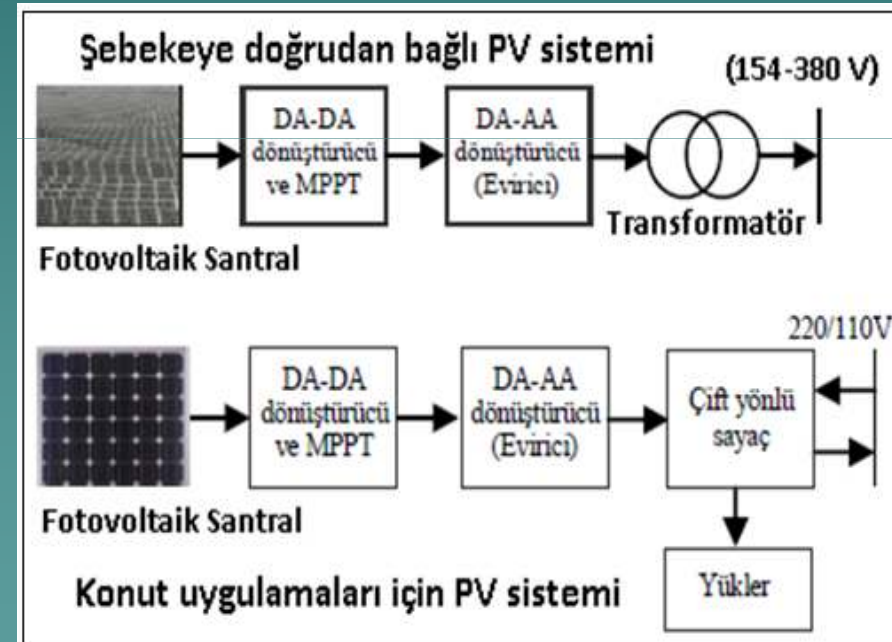 Şebekeye doğrudan bağlı PV sistemi
(154-380 V)
DA-DA
dönüştürücü
ve MPPT
DA-AA
dönüştürücü
(Evirici)
Transformatör
Fotovoltaik Santral
220/110V
DA-DA
dönüştürücü
ve MPPT
DA-AA
dönüştürücü
(Evirici)
Çift yönlü
sayaç
Fotovoltaik Santral
Yükler
Konut uygulamaları için PV sistemi